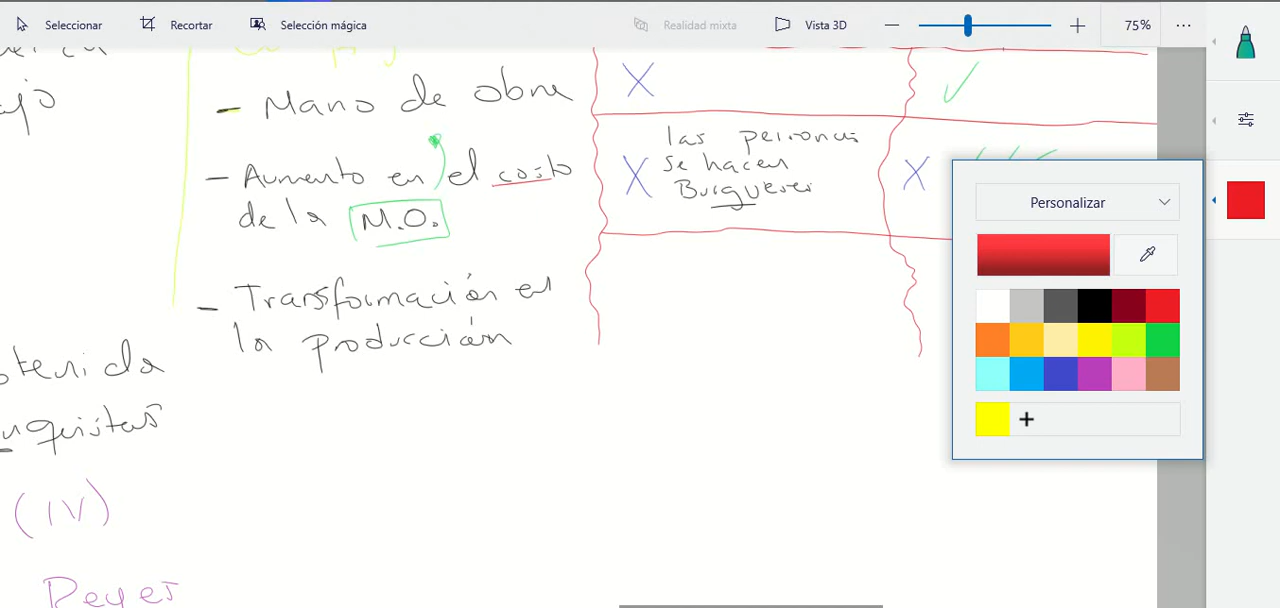 Seleccionar
Recortar
Selección mágica
Realidad mixta
Vista 3D
75%
- Mano de obra
- Aumento en el costo
de la M.O.
- Transformación en
la producción
X
las personas
se hacen
Burgueses
X
X
Personalizar
(IV)
Reyes